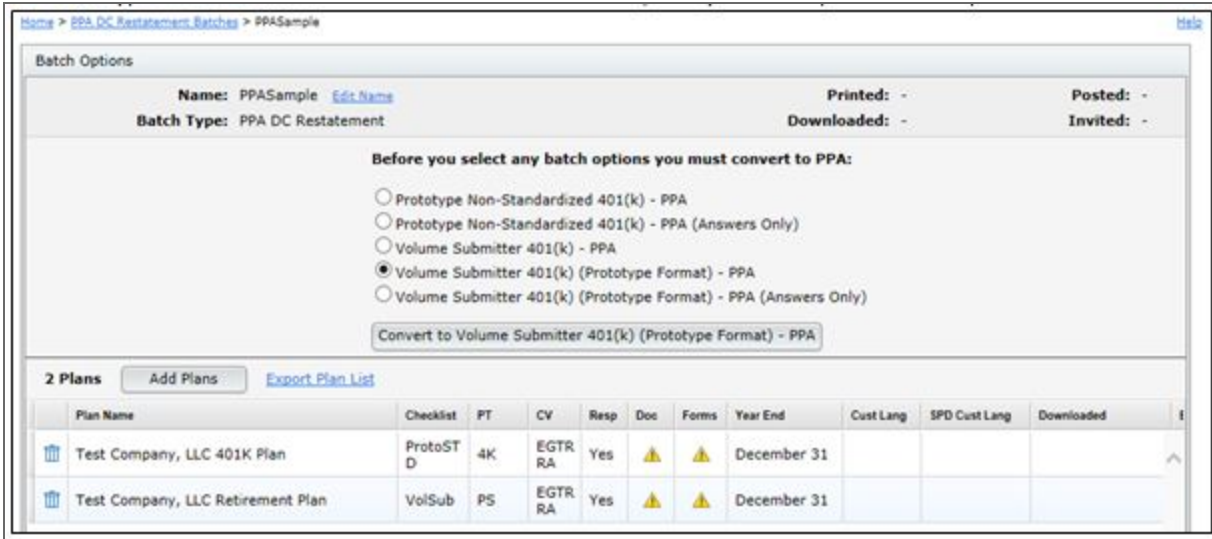 Home > PPA DC Restatement Batches > PPASample Help
Batch Options
Name: PPASample Edit Name Printed: - Posted: -
Batch Type: PPA DC Restatement Downloaded: - Invited: -
Before you select any batch options you must convert to PPA:
Prototype Non-Standardized 401(k) - PPA
Prototype Non-Standardized 401(k) - PPA (Answers Only)
Volume Submitter 401(k) - PPA
Volume Submitter 401(k) (Prototype Format) - PPA
Volume Submitter 401(k) (Prototype Format) - PPA (Answers Only)
Convert to Volume Submitter 401(k) (Prototype Format) - PPA
2 Plans Add Plans Export Plan List
Plan Name Checklist PT CV Resp Doc Forms Year End Cust Lang SPD Cust Lang Downloaded
Test Company, LLC 401K Plan ProtoST 4K EGTR Yes December 31
D RA
Test Company, LLC Retirement Plan VolSub PS EGTR Yes December 31
RA